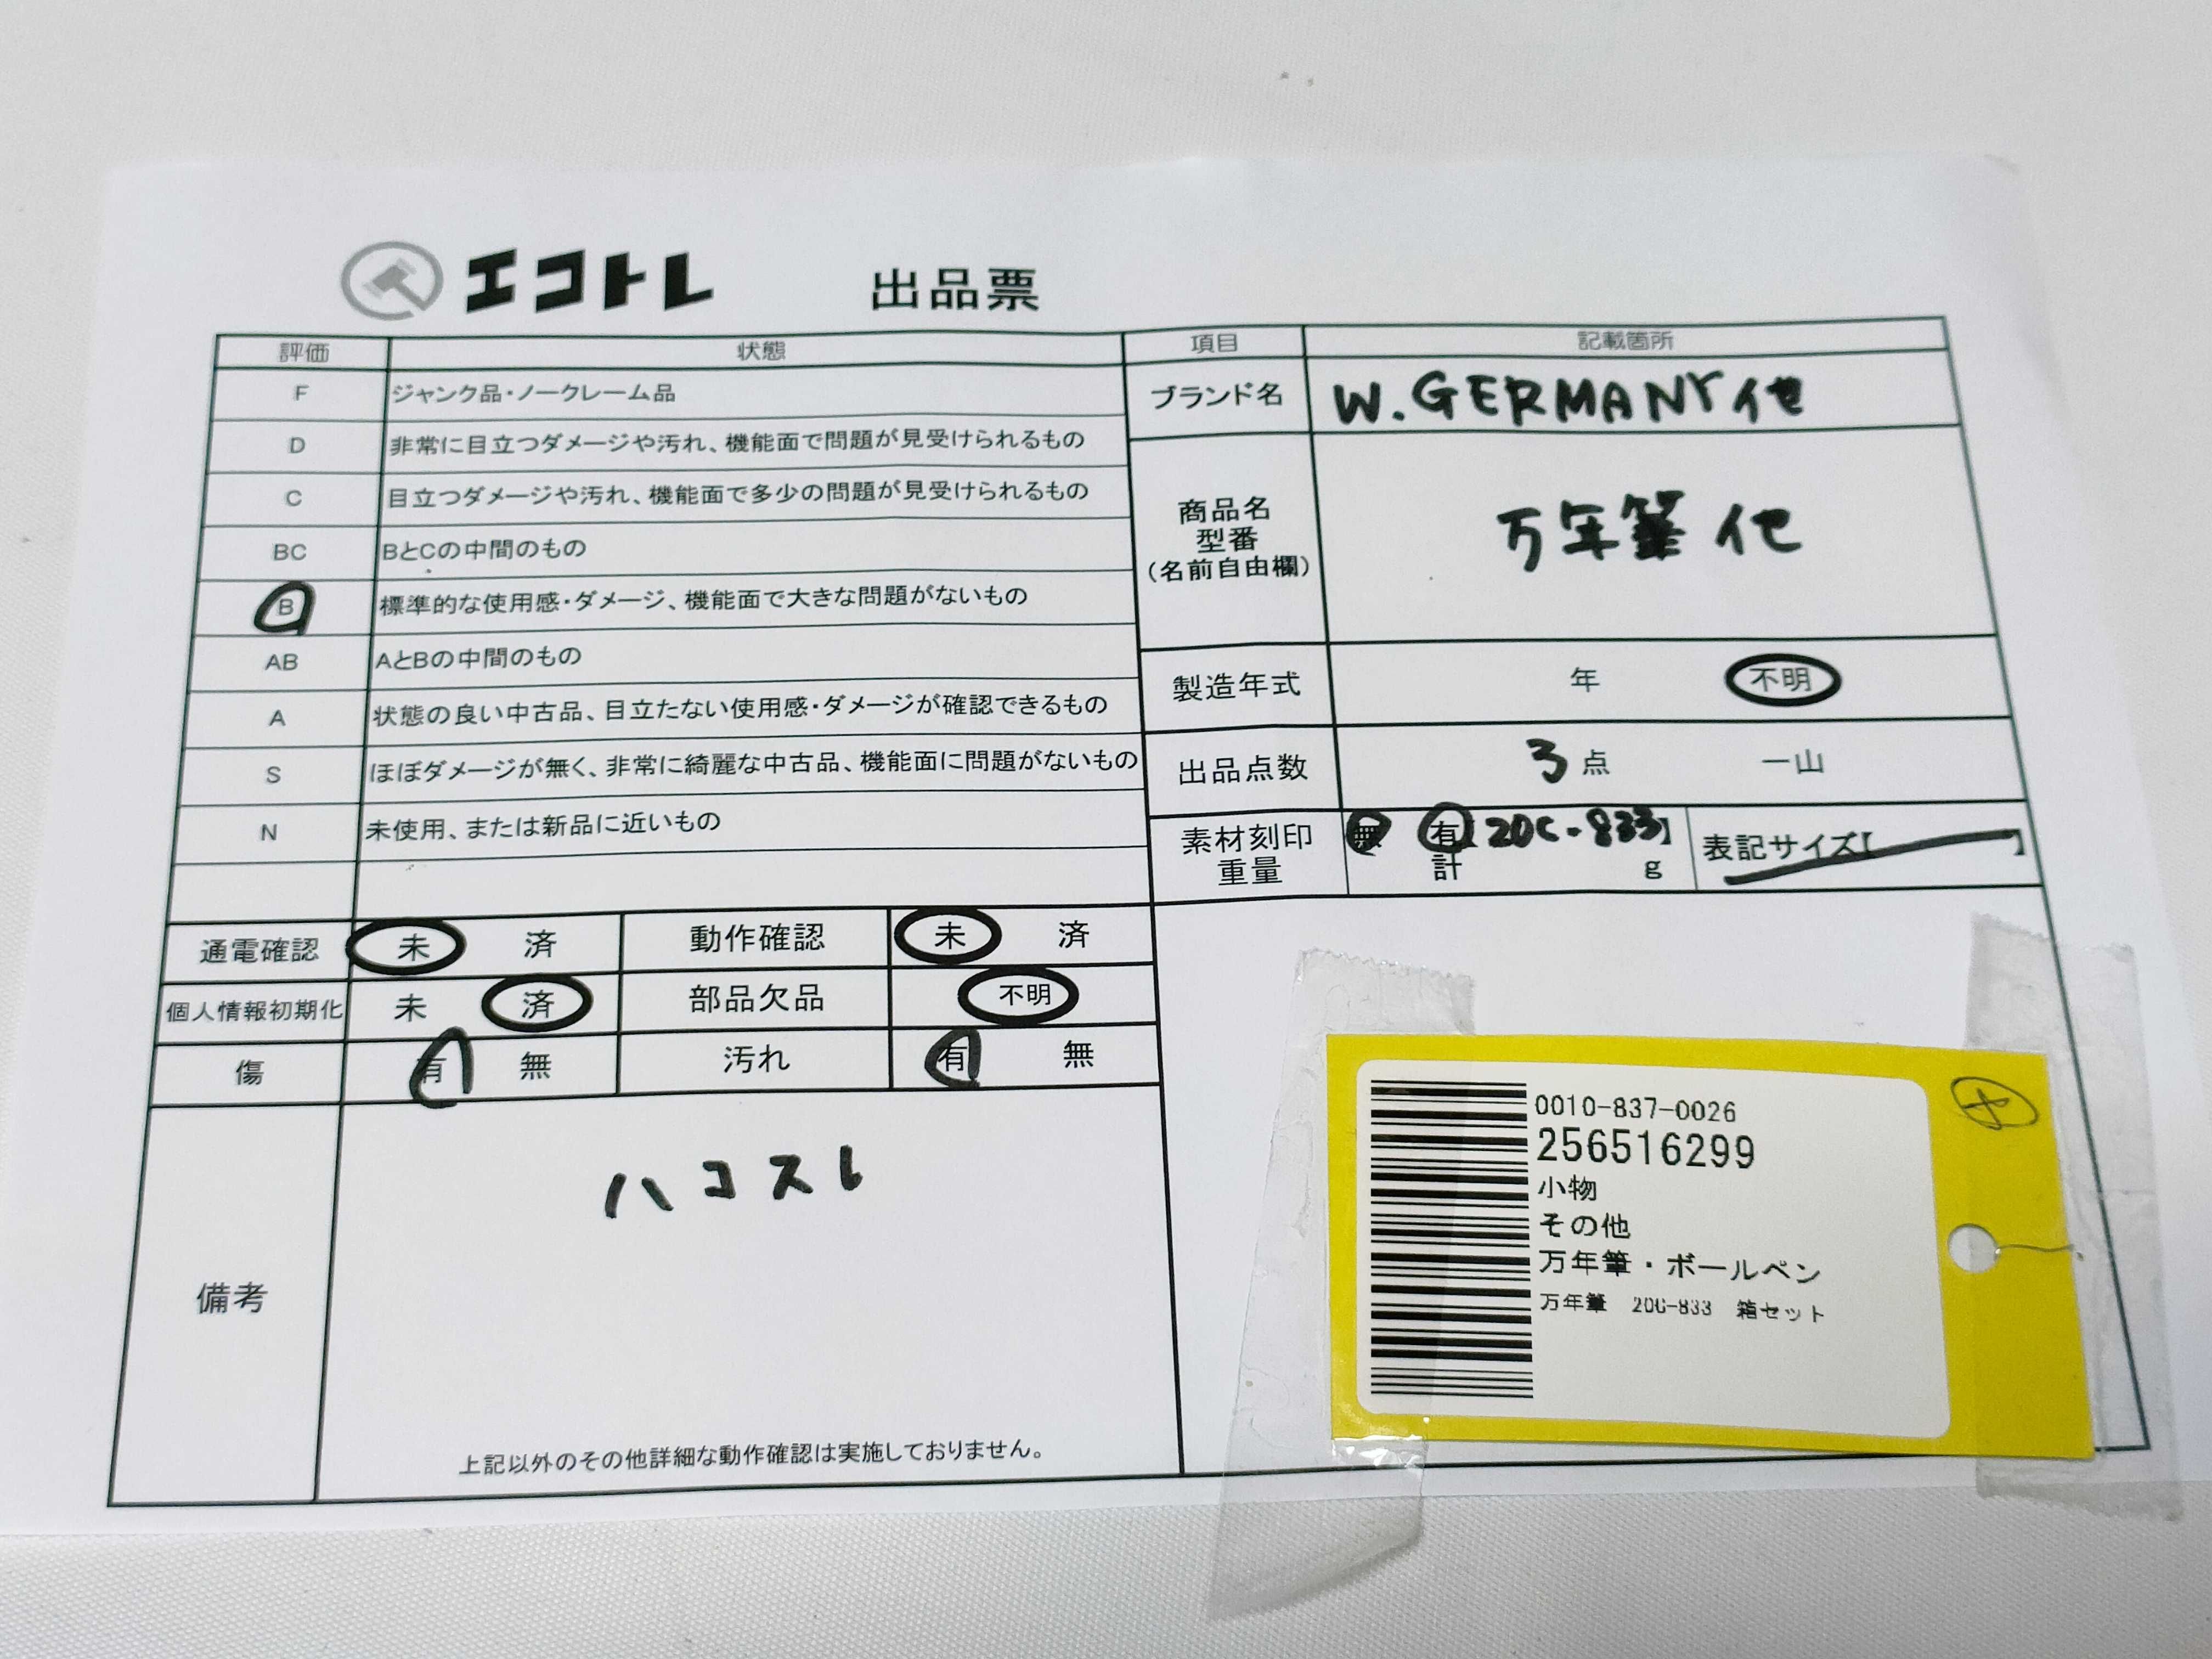 エコトレ 出品票
評価 状態 項目 記載箇所
F ジャンク品・ノークレーム品
D 非常に目立つダメージや汚れ、機能面で問題が見受けられるもの
C 目立つダメージや汚れ、機能面で多少の問題が見受けられるもの
BC BとCの中間のもの
B 標準的な使用感・ダメージ、機能面で大きな問題がないもの
AB AとBの中間のもの
A 状態の良い中古品、目立たない使用感・ダメージが確認できるもの
S ほぼダメージが無く、非常に綺麗な中古品、機能面に問題がないもの
N 未使用、または新品に近いもの
ブランド名 W.GERMANY他
商品名
型番
(名前自由欄)
万年筆 他
製造年式 年 不明
出品点数 3点 一山
素材刻印 無 有【20C-833】
重量 計 g
表記サイズ【 】
通電確認 未 済 動作確認 未 済
個人情報初期化 未 済 部品欠品 不明
傷 有 無 汚れ 有 無
備考
ハコスレ
上記以外のその他詳細な動作確認は実施しておりません。
0010-837-0026
256516299
小物
その他
万年筆・ボールペン
万年筆 20C-833 箱セット